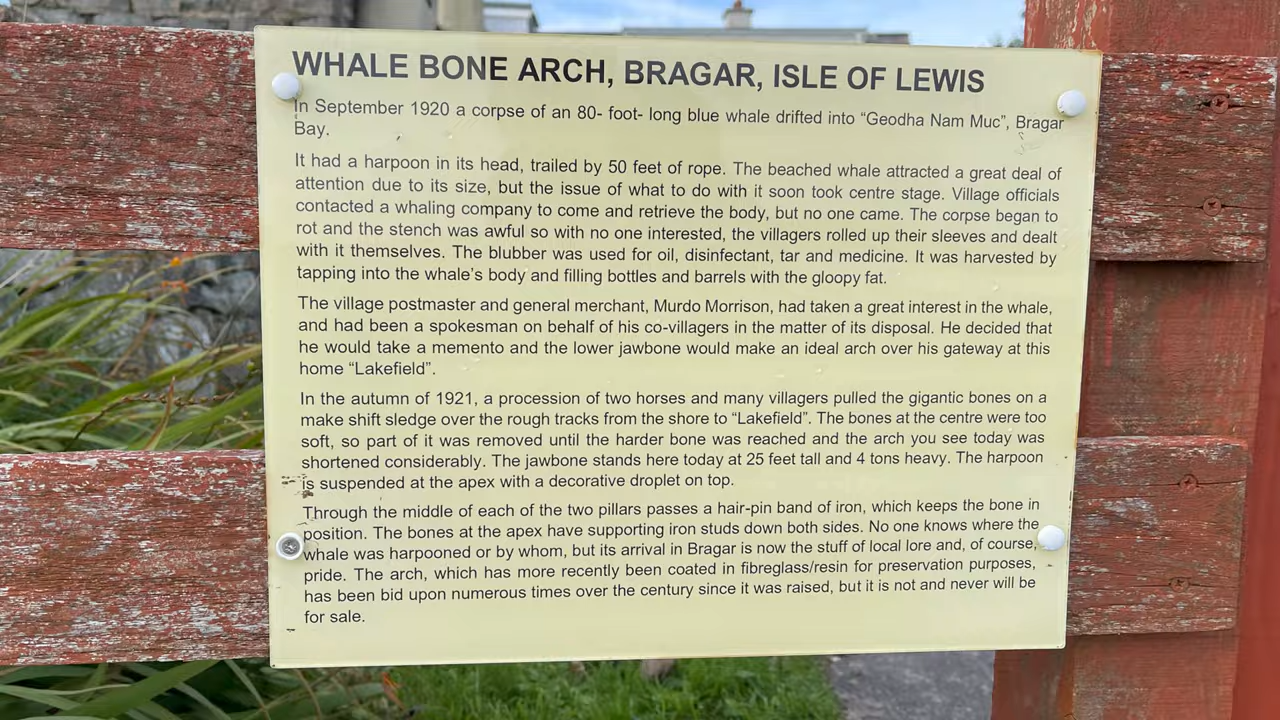 WHALE BONE ARCH, BRAGAR, ISLE OF LEWIS
In September 1920 a corpse of an 80- foot- long blue whale drifted into “Geodha Nam Muc”, Bragar
Bay.
It had a harpoon in its head, trailed by 50 feet of rope. The beached whale attracted a great deal of
attention due to its size, but the issue of what to do with it soon took centre stage. Village officials
contacted a whaling company to come and retrieve the body, but no one came. The corpse began to
rot and the stench was awful so with no one interested, the villagers rolled up their sleeves and dealt
with it themselves. The blubber was used for oil, disinfectant, tar and medicine. It was harvested by
tapping into the whale’s body and filling bottles and barrels with the gloopy fat.
The village postmaster and general merchant, Murdo Morrison, had taken a great interest in the whale,
and had been a spokesman on behalf of his co-villagers in the matter of its disposal. He decided that
he would take a memento and the lower jawbone would make an ideal arch over his gateway at this
home “Lakefield”.
In the autumn of 1921, a procession of two horses and many villagers pulled the gigantic bones on a
make shift sledge over the rough tracks from the shore to “Lakefield”. The bones at the centre were too
soft, so part of it was removed until the harder bone was reached and the arch you see today was
shortened considerably. The jawbone stands here today at 25 feet tall and 4 tons heavy. The harpoon
is suspended at the apex with a decorative droplet on top.
Through the middle of each of the two pillars passes a hair-pin band of iron, which keeps the bone in
position. The bones at the apex have supporting iron studs down both sides. No one knows where the
whale was harpooned or by whom, but its arrival in Bragar is now the stuff of local lore and, of course,
pride. The arch, which has more recently been coated in fibreglass/resin for preservation purposes,
has been bid upon numerous times over the century since it was raised, but it is not and never will be
for sale.